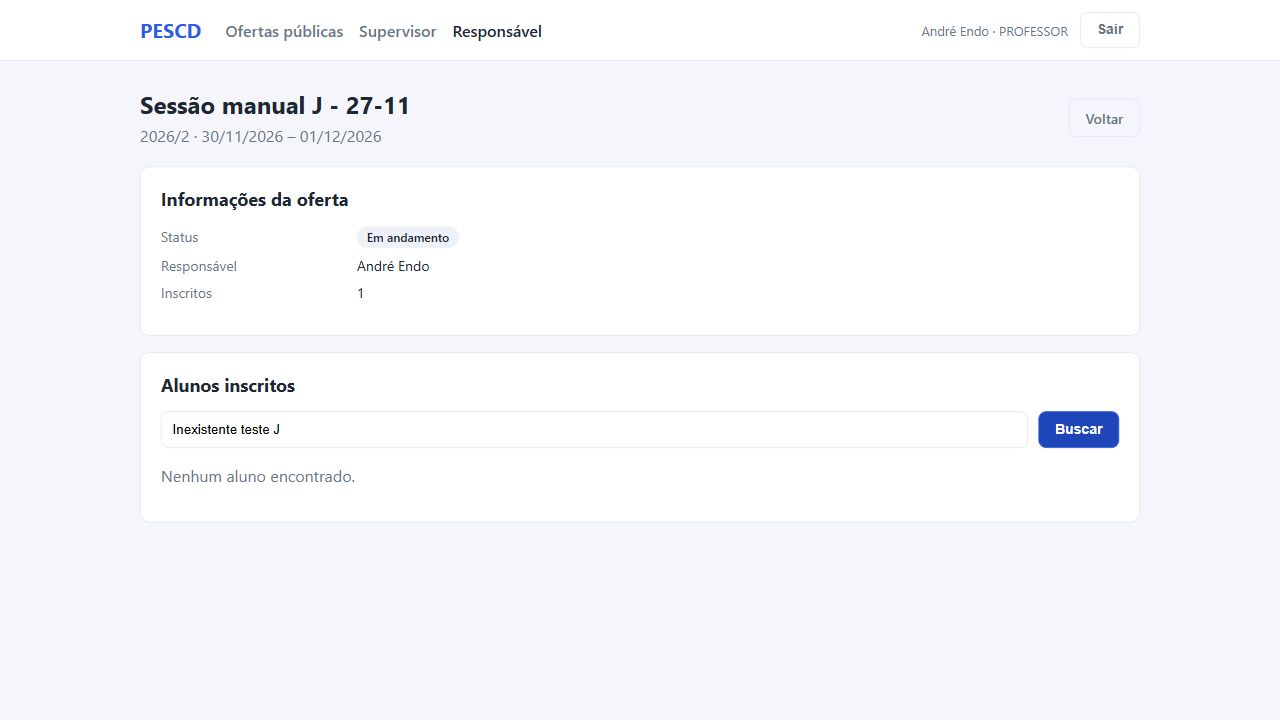 PESCD Ofertas públicas Supervisor Responsável André Endo · PROFESSOR Sair
Sessão manual J - 27-11
2026/2 · 30/11/2026 – 01/12/2026
Voltar
Informações da oferta
Status Em andamento
Responsável André Endo
Inscritos 1
Alunos inscritos
Inexistente teste J Buscar
Nenhum aluno encontrado.